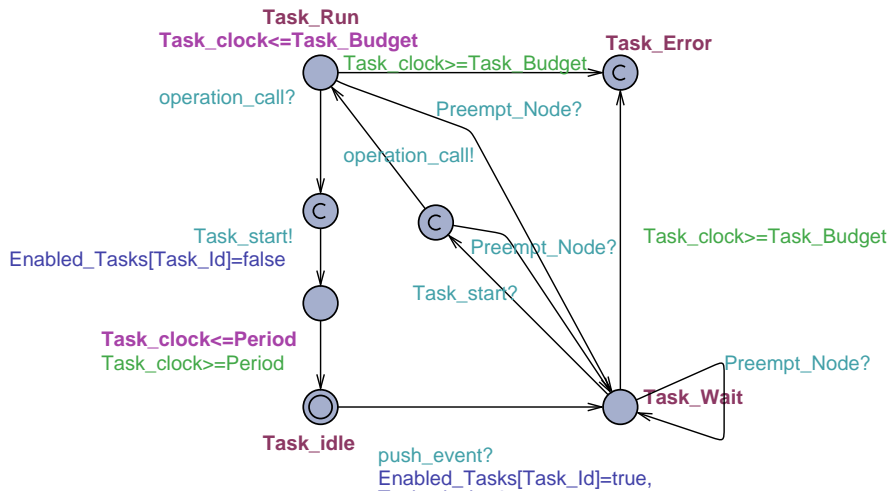 Task_Run
Task_clock<=Task_Budget
Task_Error
Task_clock>=Task_Budget
C
operation_call?
Preempt_Node?
operation_call!
C
C
Task_start!
Enabled_Tasks[Task_Id]=false
Preempt_Node?
Task_clock>=Task_Budget
Task_start?
Task_clock<=Period
Task_clock>=Period
Preempt_Node?
Task_Wait
Task_idle
push_event?
Enabled_Tasks[Task_Id]=true,